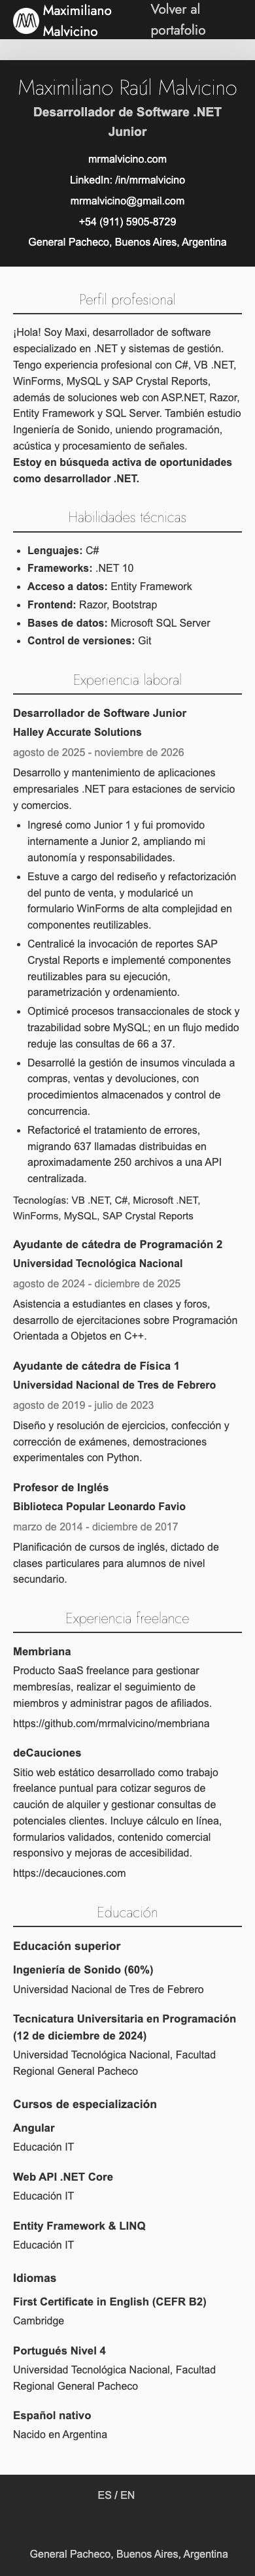 Maximiliano
Malvicino
Volver al
portafolio
Maximiliano Raúl Malvicino
Desarrollador de Software .NET
Junior
mrmalvicino.com
LinkedIn: /in/mrmalvicino
mrmalvicino@gmail.com
+54 (911) 5905-8729
General Pacheco, Buenos Aires, Argentina
Perfil profesional
¡Hola! Soy Maxi, desarrollador de software
especializado en .NET y sistemas de gestión.
Tengo experiencia profesional con C#, VB .NET,
WinForms, MySQL y SAP Crystal Reports,
además de soluciones web con ASP.NET, Razor,
Entity Framework y SQL Server. También estudio
Ingeniería de Sonido, uniendo programación,
acústica y procesamiento de señales.
Estoy en búsqueda activa de oportunidades
como desarrollador .NET.
Habilidades técnicas
• Lenguajes: C#
• Frameworks: .NET 10
• Acceso a datos: Entity Framework
• Frontend: Razor, Bootstrap
• Bases de datos: Microsoft SQL Server
• Control de versiones: Git
Experiencia laboral
Desarrollador de Software Junior
Halley Accurate Solutions
agosto de 2025 - noviembre de 2026
Desarrollo y mantenimiento de aplicaciones
empresariales .NET para estaciones de servicio
y comercios.
• Ingresé como Junior 1 y fui promovido
internamente a Junior 2, ampliando mi
autonomía y responsabilidades.
• Estuve a cargo del rediseño y refactorización
del punto de venta, y modularicé un
formulario WinForms de alta complejidad en
componentes reutilizables.
• Centralicé la invocación de reportes SAP
Crystal Reports e implementé componentes
reutilizables para su ejecución,
parametrización y ordenamiento.
• Optimicé procesos transaccionales de stock y
trazabilidad sobre MySQL; en un flujo medido
reduje las consultas de 66 a 37.
• Desarrollé la gestión de insumos vinculada a
compras, ventas y devoluciones, con
procedimientos almacenados y control de
concurrencia.
• Refactoricé el tratamiento de errores,
migrando 637 llamadas distribuidas en
aproximadamente 250 archivos a una API
centralizada.
Tecnologías: VB .NET, C#, Microsoft .NET,
WinForms, MySQL, SAP Crystal Reports
Ayudante de cátedra de Programación 2
Universidad Tecnológica Nacional
agosto de 2024 - diciembre de 2025
Asistencia a estudiantes en clases y foros,
desarrollo de ejercitaciones sobre Programación
Orientada a Objetos en C++.
Ayudante de cátedra de Física 1
Universidad Nacional de Tres de Febrero
agosto de 2019 - julio de 2023
Diseño y resolución de ejercicios, confección y
corrección de exámenes, demostraciones
experimentales con Python.
Profesor de Inglés
Biblioteca Popular Leonardo Favio
marzo de 2014 - diciembre de 2017
Planificación de cursos de inglés, dictado de
clases particulares para alumnos de nivel
secundario.
Experiencia freelance
Membriana
Producto SaaS freelance para gestionar
membresías, realizar el seguimiento de
miembros y administrar pagos de afiliados.
https://github.com/mrmalvicino/membriana
deCauciones
Sitio web estático desarrollado como trabajo
freelance puntual para cotizar seguros de
caución de alquiler y gestionar consultas de
potenciales clientes. Incluye cálculo en línea,
formularios validados, contenido comercial
responsivo y mejoras de accesibilidad.
https://decauciones.com
Educación
Educación superior
Ingeniería de Sonido (60%)
Universidad Nacional de Tres de Febrero
Tecnicatura Universitaria en Programación
(12 de diciembre de 2024)
Universidad Tecnológica Nacional, Facultad
Regional General Pacheco
Cursos de especialización
Angular
Educación IT
Web API .NET Core
Educación IT
Entity Framework & LINQ
Educación IT
Idiomas
First Certificate in English (CEFR B2)
Cambridge
Portugués Nivel 4
Universidad Tecnológica Nacional, Facultad
Regional General Pacheco
Español nativo
Nacido en Argentina
ES / EN
General Pacheco, Buenos Aires, Argentina